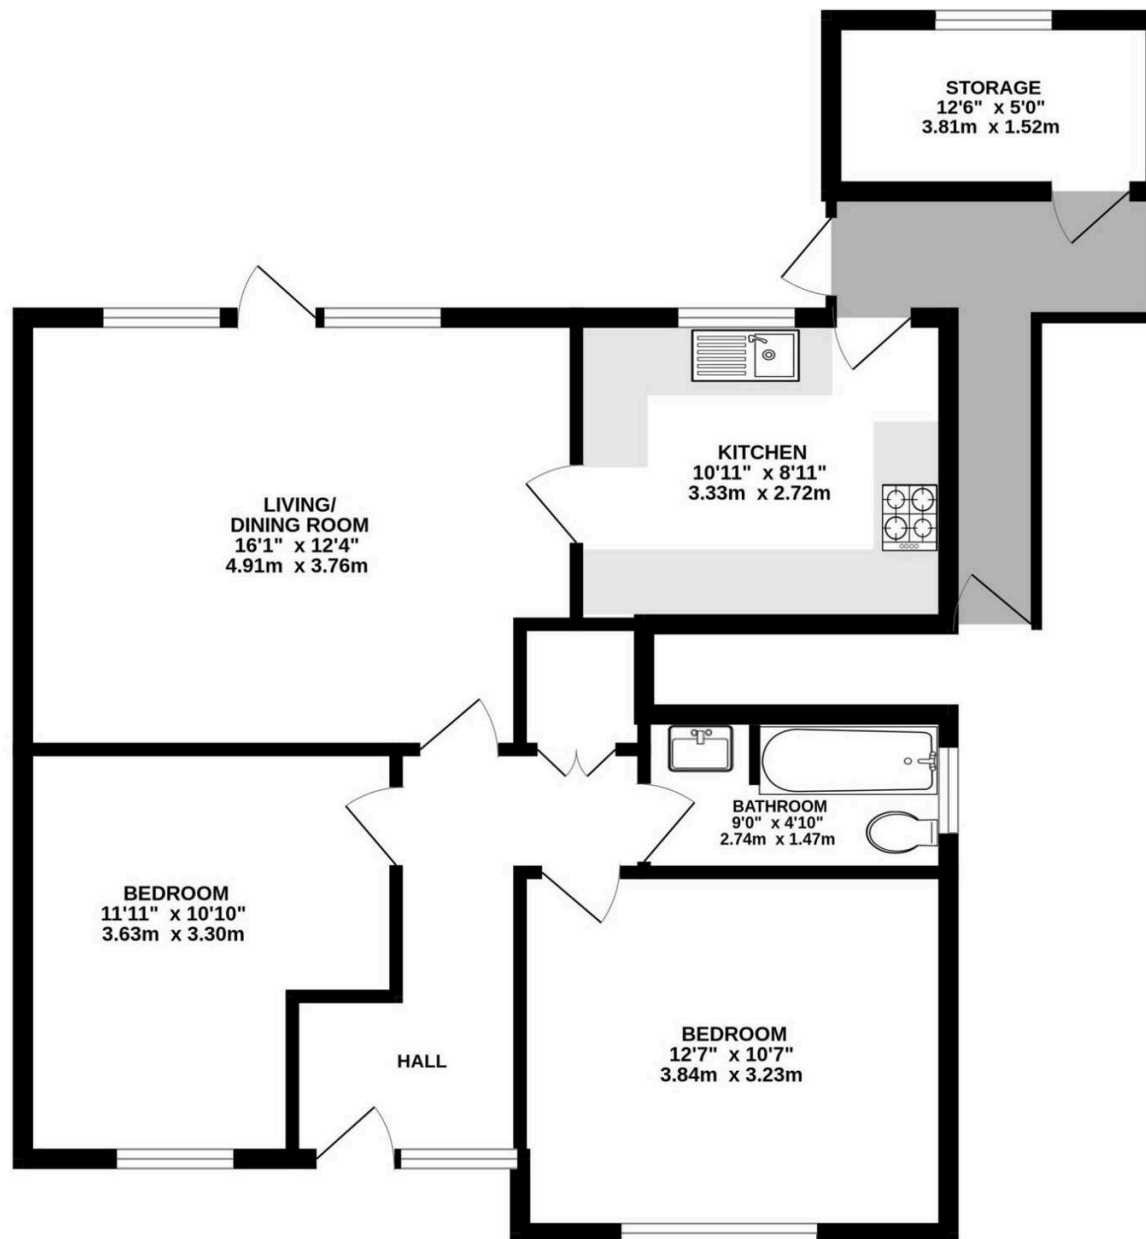 STORAGE
12'6" x 5'0"
3.81m x 1.52m
KITCHEN
10'11" x 8'11"
3.33m x 2.72m
LIVING/
DINING ROOM
16'1" x 12'4"
4.91m x 3.76m
BATHROOM
9'0" x 4'10"
2.74m x 1.47m
BEDROOM
11'11" x 10'10"
3.63m x 3.30m
BEDROOM
12'7" x 10'7"
3.84m x 3.23m
HALL